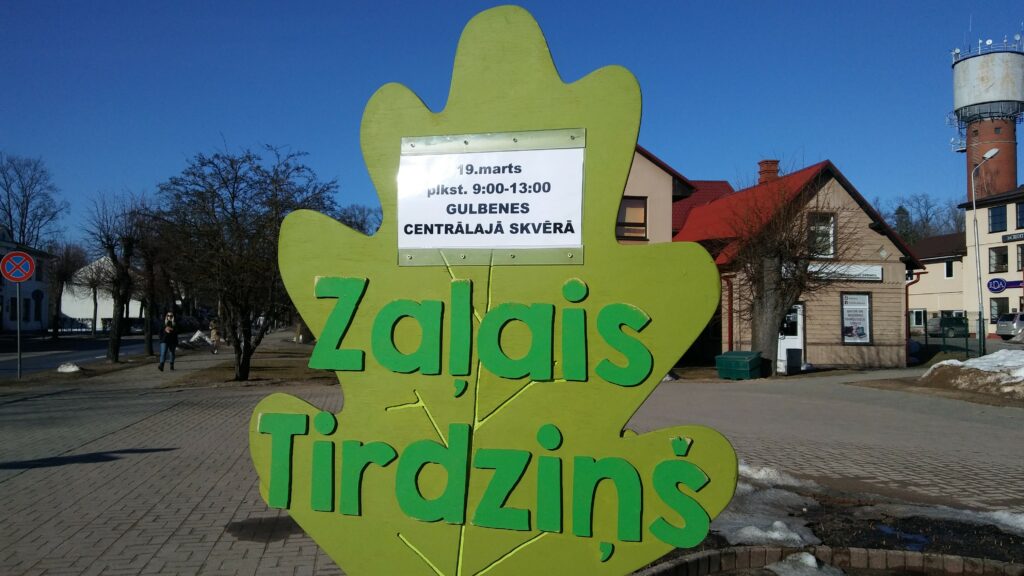 19.marts
plkst. 9:00-13:00
GULBENES
CENTRĀLAJĀ SKVĒRĀ
Zaļais
Tirdziņš